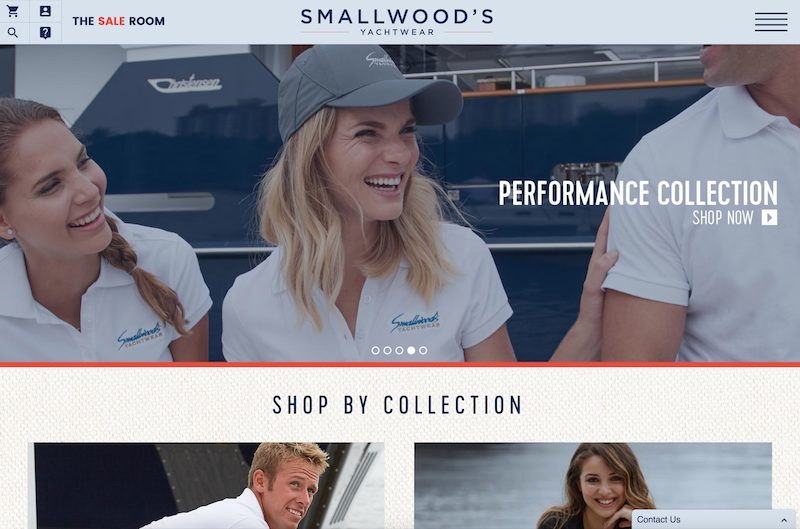 THE SALE ROOM
SMALLWOOD'S
YACHTWEAR
Christensen
Smallwood's
YACHTWEAR
PERFORMANCE COLLECTION
SHOP NOW
Smallwood's
YACHTWEAR
Smallwood's
YACHTWEAR
SHOP BY COLLECTION
Contact Us